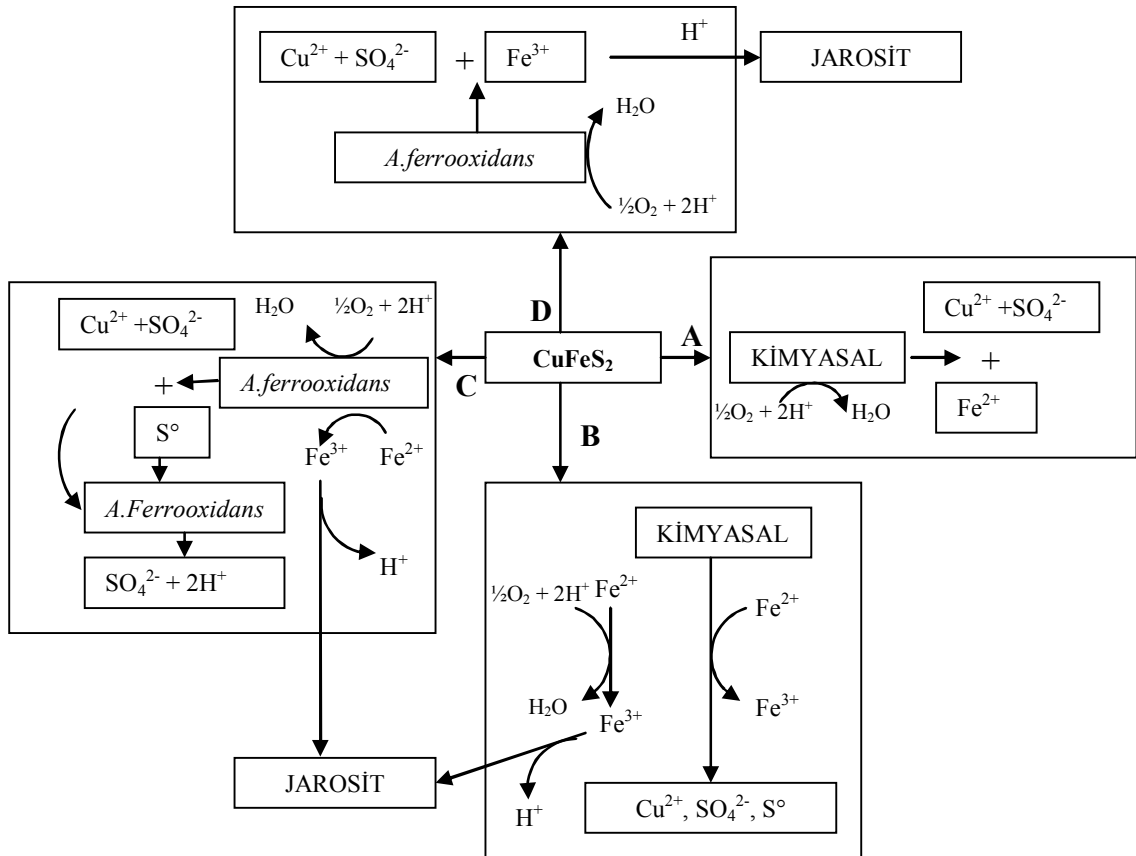 H⁺
Cu²⁺ + SO₄²⁻ + Fe³⁺
JAROSİT
H₂O
A.ferrooxidans
½O₂ + 2H⁺
D
CuFeS₂
A
C
B
KİMYASAL
½O₂ + 2H⁺
H₂O
Cu²⁺ +SO₄²⁻
+
Fe²⁺
Cu²⁺ +SO₄²⁻
H₂O
½O₂ + 2H⁺
A.ferrooxidans
+
S°
Fe³⁺
Fe²⁺
A.Ferrooxidans
H⁺
SO₄²⁻ + 2H⁺
KİMYASAL
½O₂ + 2H⁺ Fe²⁺
Fe²⁺
H₂O
Fe³⁺
Fe³⁺
H⁺
Cu²⁺, SO₄²⁻, S°
JAROSİT